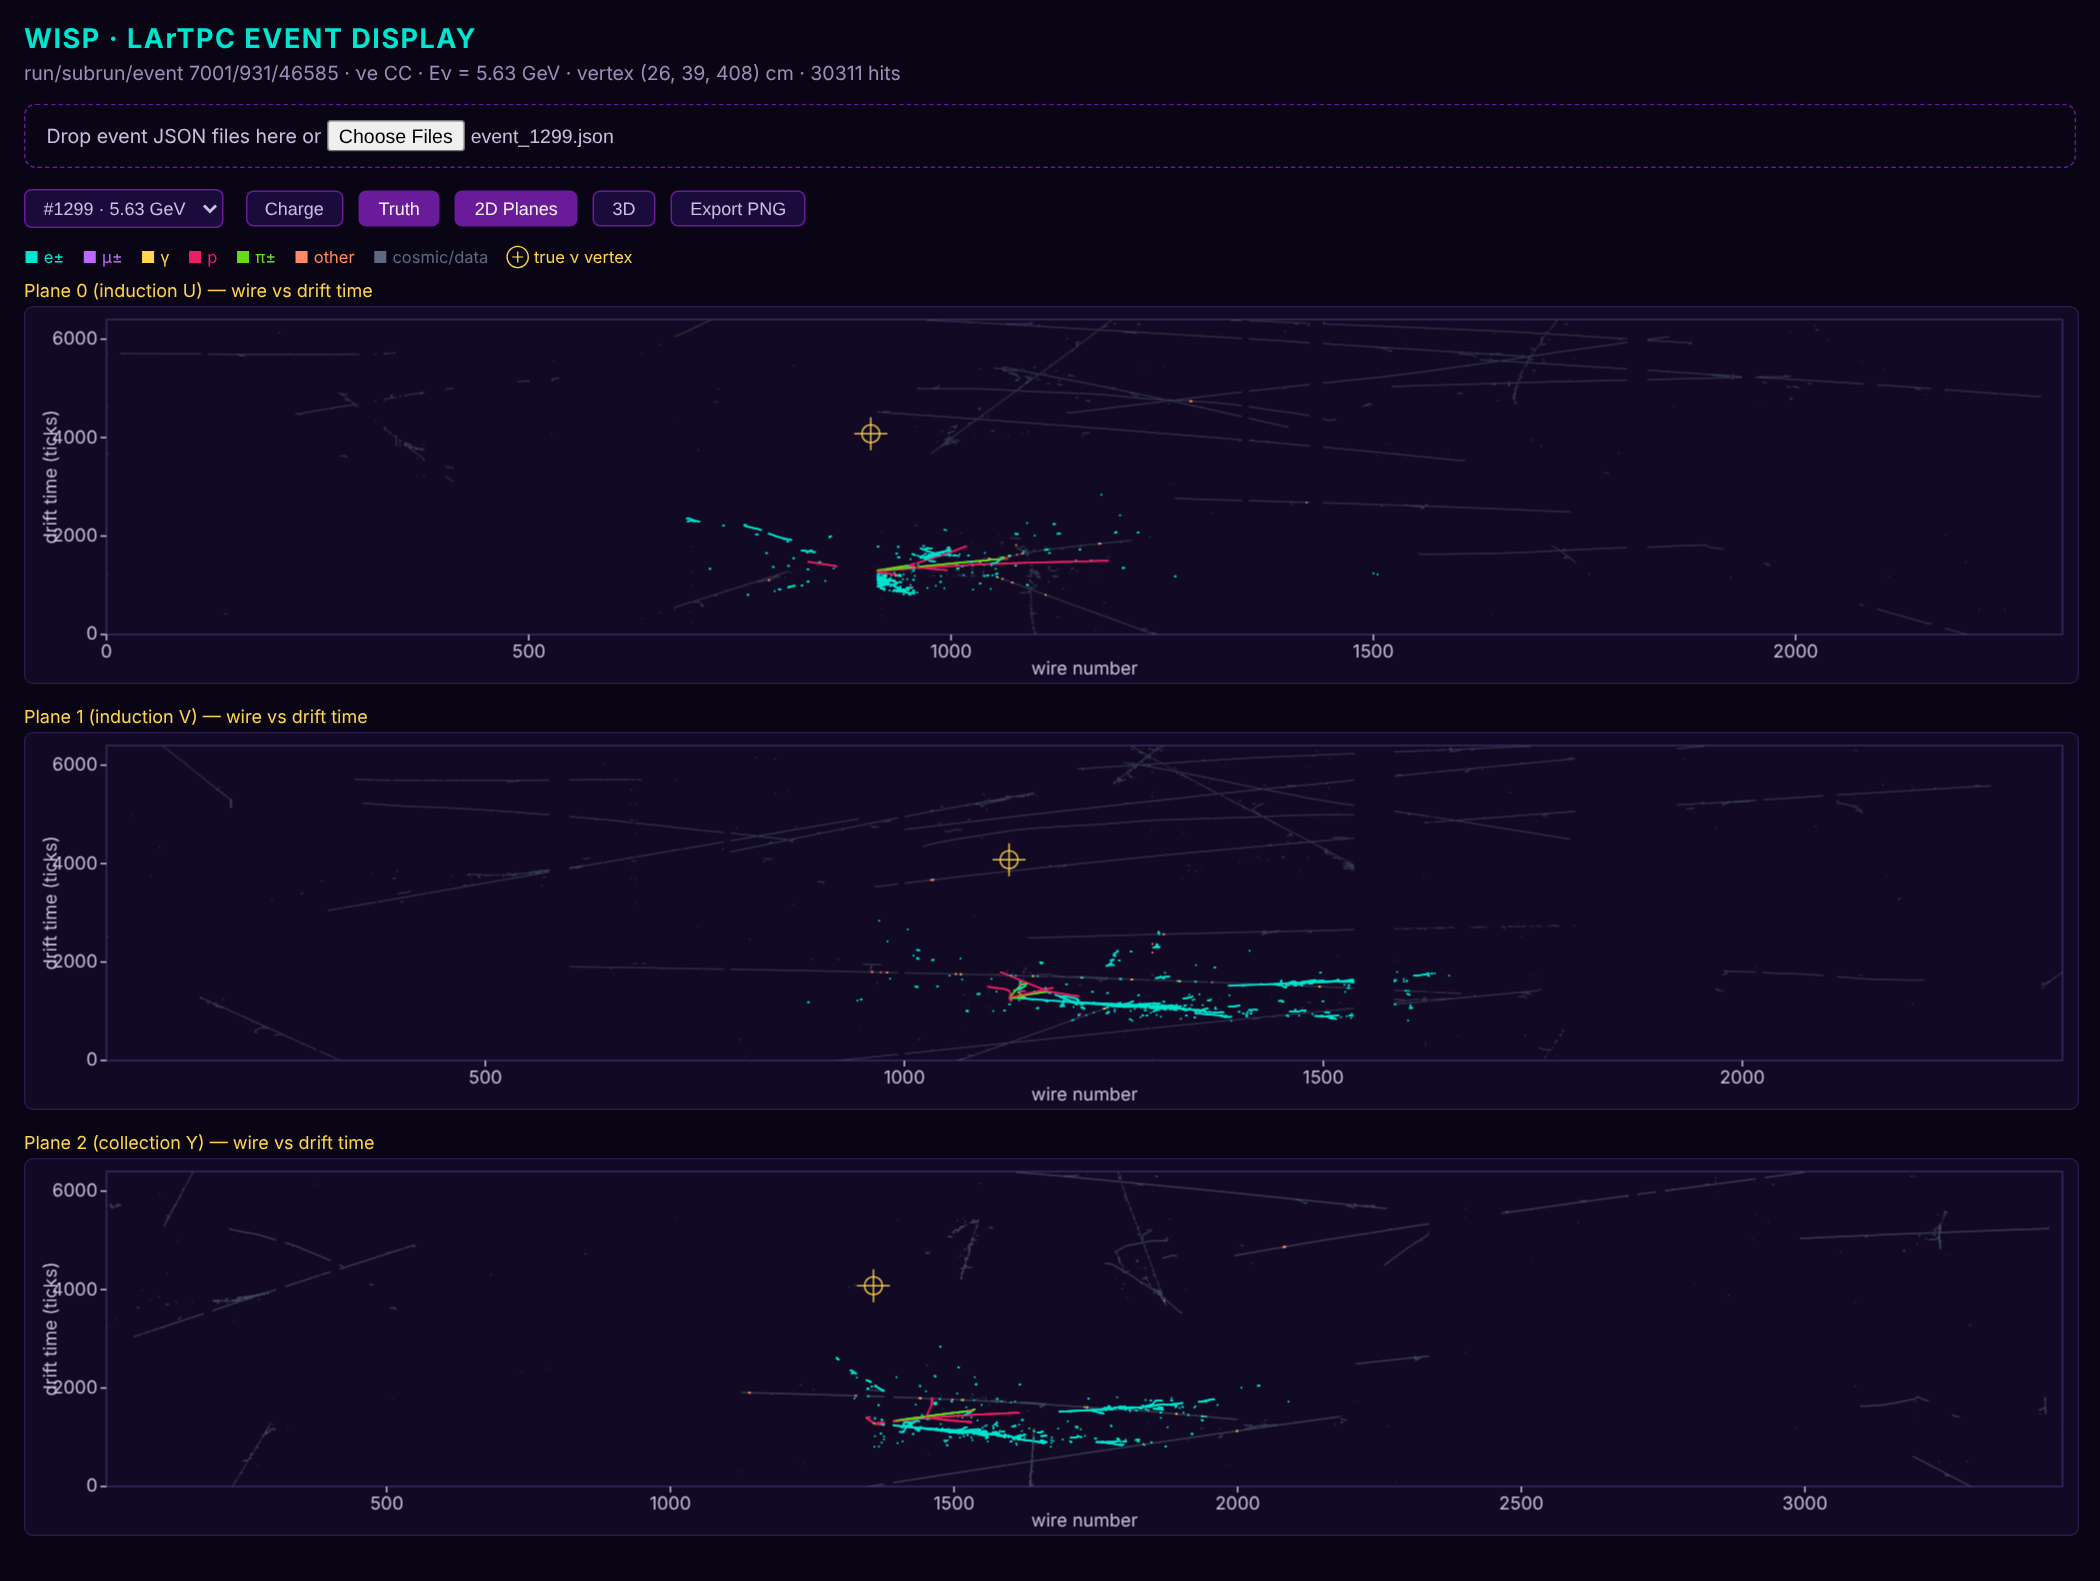 WISP · LArTPC EVENT DISPLAY
run/subrun/event 7001/931/46585 · νe CC · Eν = 5.63 GeV · vertex (26, 39, 408) cm · 30311 hits
Drop event JSON files here or Choose Files event_1299.json
#1299 · 5.63 GeV Charge Truth 2D Planes 3D Export PNG
e± μ± γ p π± other cosmic/data true ν vertex
Plane 0 (induction U) — wire vs drift time
drift time (ticks)
6000
4000
2000
0
0 500 1000 1500 2000
wire number
Plane 1 (induction V) — wire vs drift time
drift time (ticks)
6000
4000
2000
0
500 1000 1500 2000
wire number
Plane 2 (collection Y) — wire vs drift time
drift time (ticks)
6000
4000
2000
0
500 1000 1500 2000 2500 3000
wire number